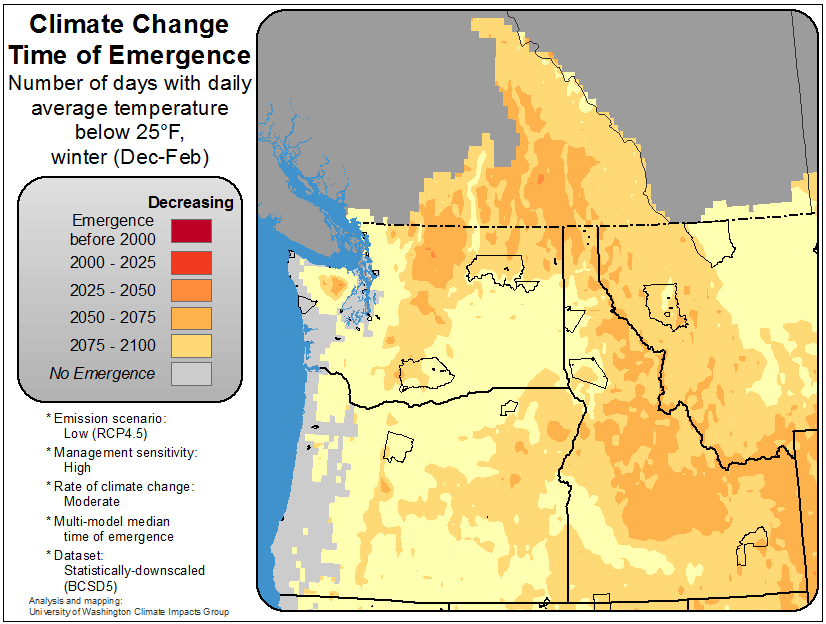 Climate Change
Time of Emergence
Number of days with daily
average temperature
below 25°F,
winter (Dec-Feb)
Decreasing
Emergence
before 2000
2000 - 2025
2025 - 2050
2050 - 2075
2075 - 2100
No Emergence
* Emission scenario:
Low (RCP4.5)
* Management sensitivity:
High
* Rate of climate change:
Moderate
* Multi-model median
time of emergence
* Dataset:
Statistically-downscaled
(BCSD5)
Analysis and mapping:
University of Washington Climate Impacts Group